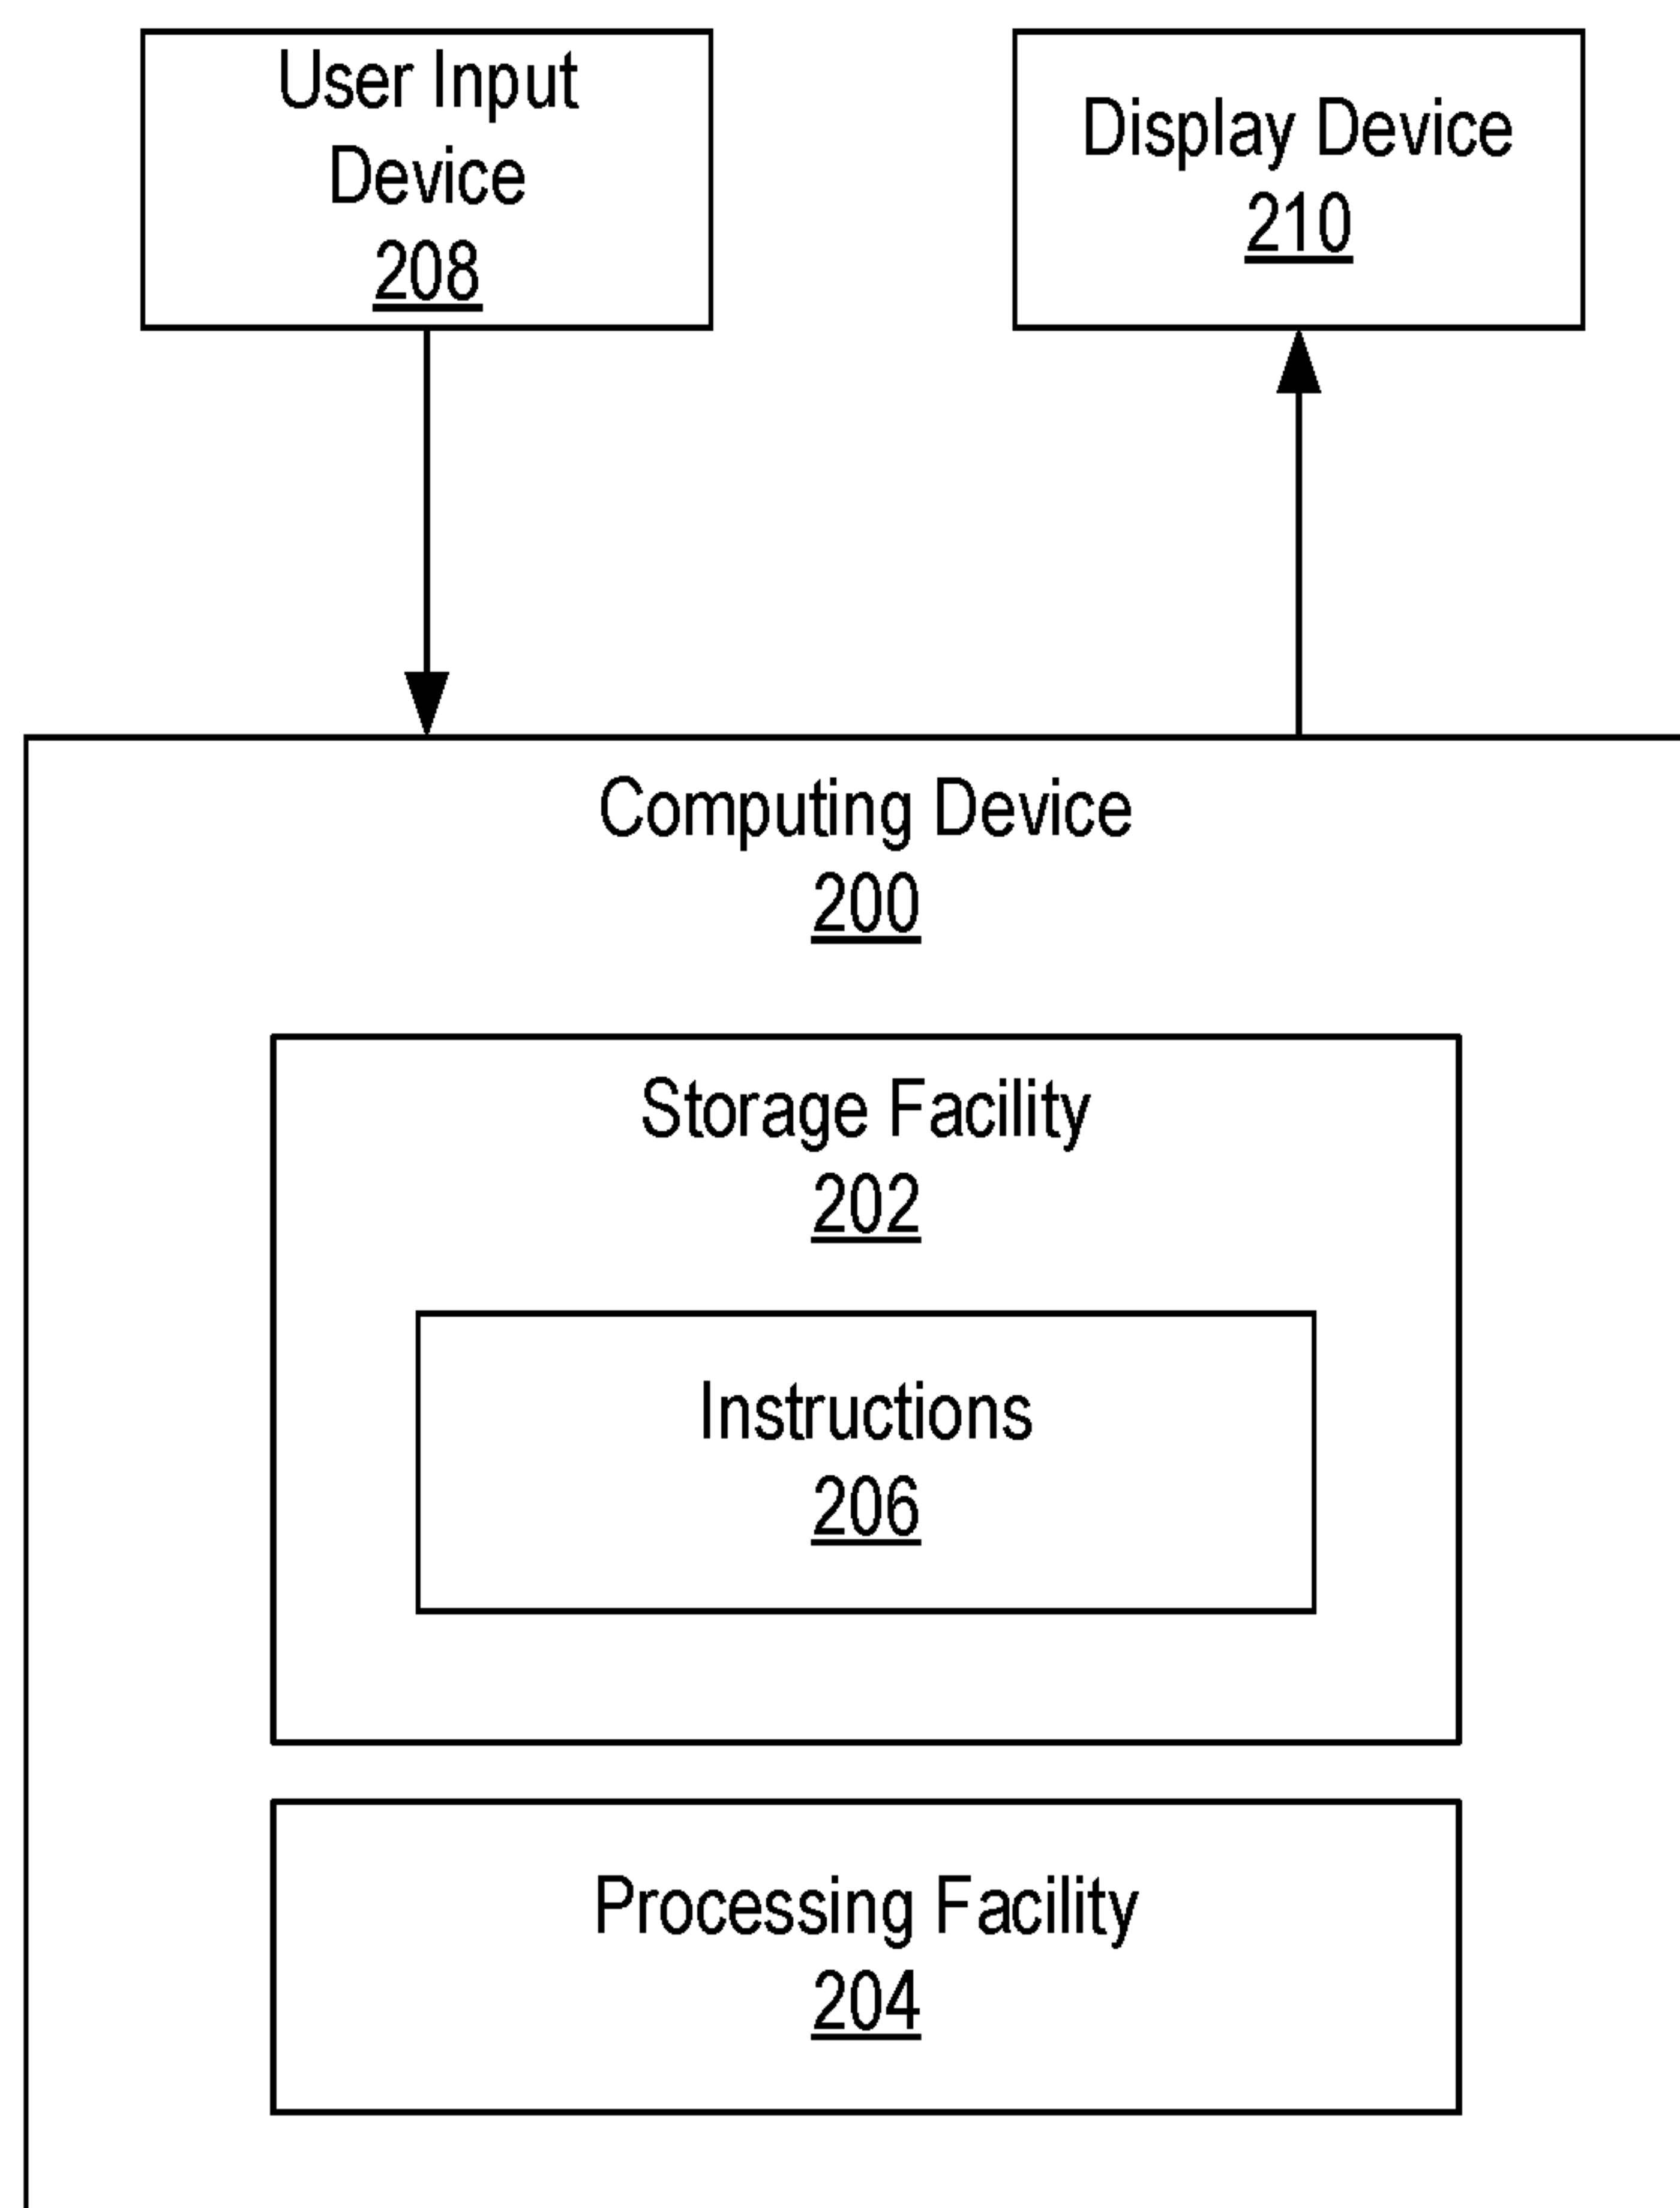 User Input
Device
208
Display Device
210
Computing Device
200
Storage Facility
202
Instructions
206
Processing Facility
204